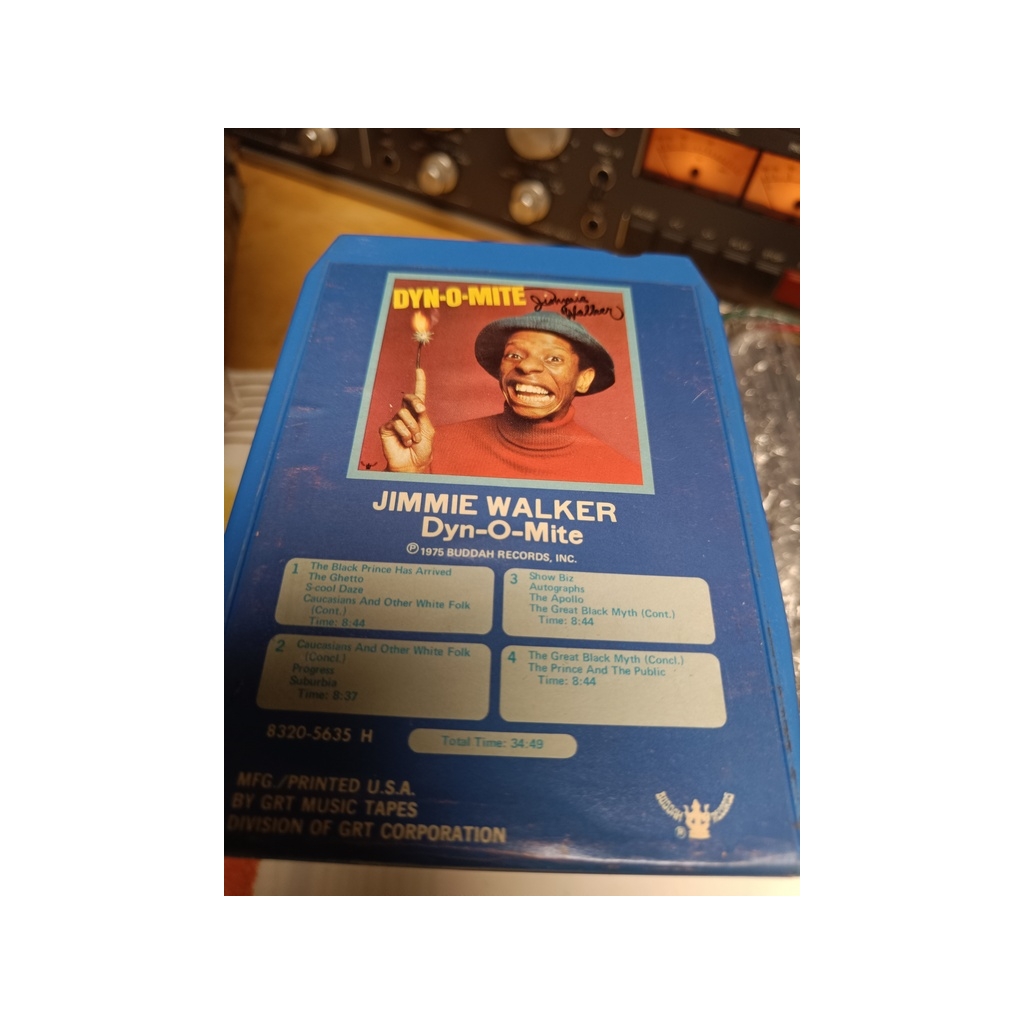 DYN-O-MITE
Jimmie Walker
JIMMIE WALKER
Dyn-O-Mite
Ⓟ 1975 BUDDAH RECORDS, INC.
1 The Black Prince Has Arrived
The Ghetto
S·cool Daze
Caucasians And Other White Folk
(Cont.)
Time: 8:44
2 Caucasians And Other White Folk
(Concl.)
Progress
Suburbia
Time: 8:37
3 Show Biz
Autographs
The Apollo
The Great Black Myth (Cont.)
Time: 8:44
4 The Great Black Myth (Concl.)
The Prince And The Public
Time: 8:44
8320-5635 H
Total Time: 34:49
MFG./PRINTED U.S.A.
BY GRT MUSIC TAPES
DIVISION OF GRT CORPORATION
BUDDAH RECORDS
®